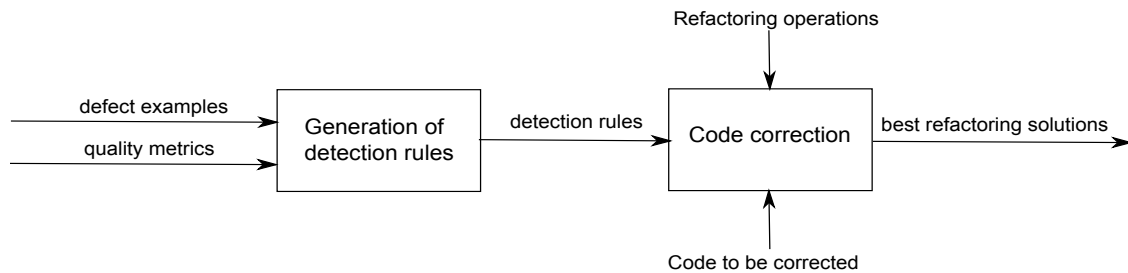 Refactoring operations
defect examples
quality metrics
Generation of
detection rules
detection rules
Code correction
best refactoring solutions
Code to be corrected